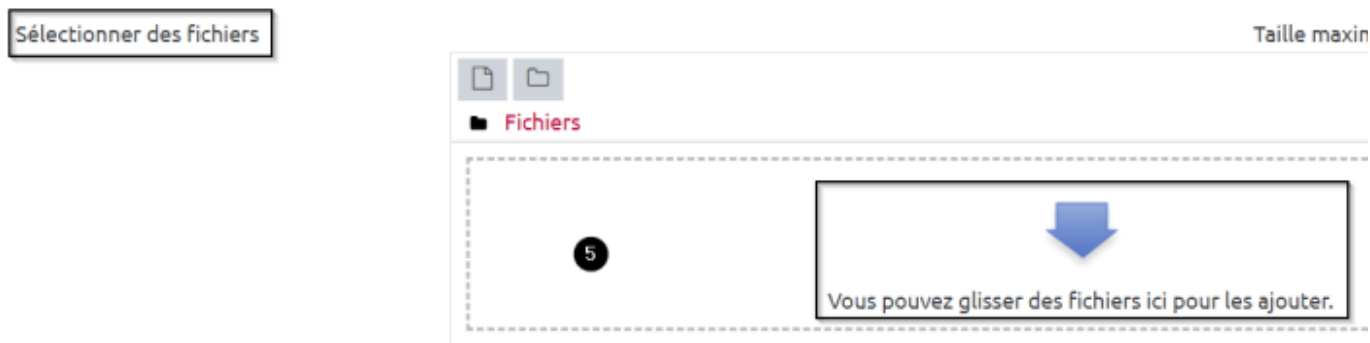 Sélectionner des fichiers
Taille maxim
Fichiers
5
Vous pouvez glisser des fichiers ici pour les ajouter.